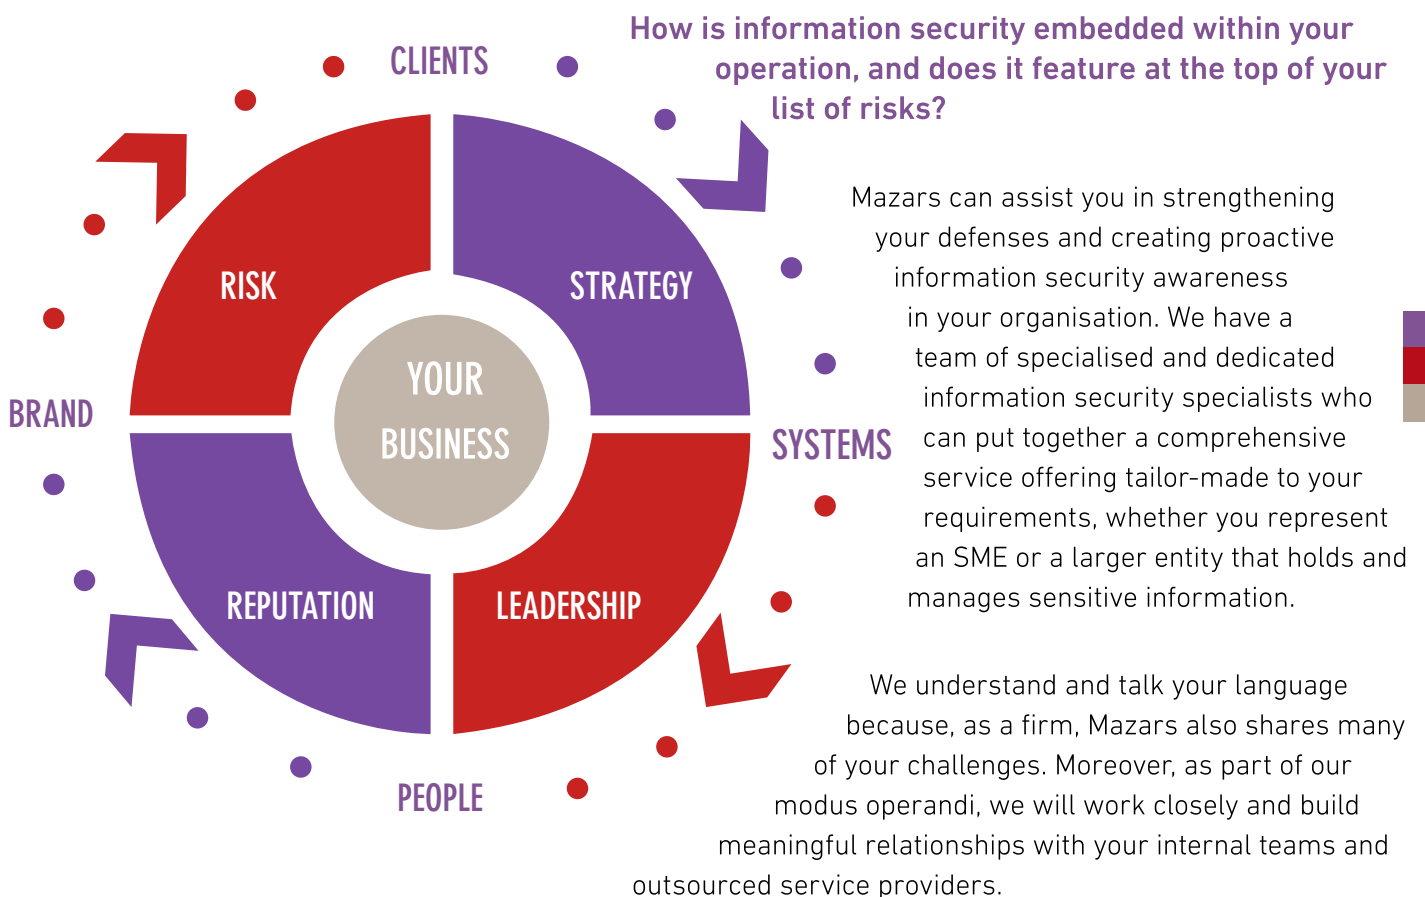 How is information security embedded within your
operation, and does it feature at the top of your
list of risks?
CLIENTS
RISK
STRATEGY
YOUR
BUSINESS
BRAND
SYSTEMS
REPUTATION
LEADERSHIP
PEOPLE
Mazars can assist you in strengthening
your defenses and creating proactive
information security awareness
in your organisation. We have a
team of specialised and dedicated
information security specialists who
can put together a comprehensive
service offering tailor-made to your
requirements, whether you represent
an SME or a larger entity that holds and
manages sensitive information.
We understand and talk your language
because, as a firm, Mazars also shares many
of your challenges. Moreover, as part of our
modus operandi, we will work closely and build
meaningful relationships with your internal teams and
outsourced service providers.